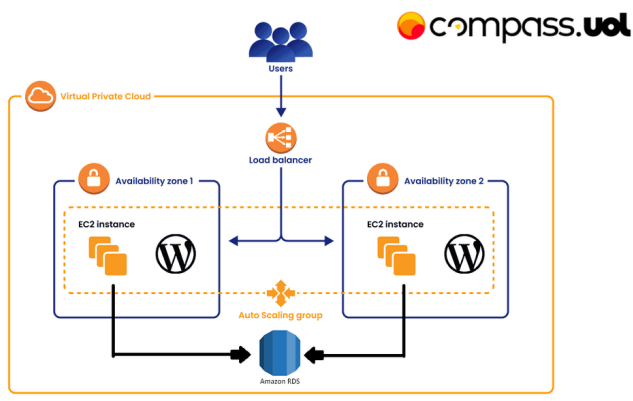 compass.uol
Users
Virtual Private Cloud
Load balancer
Availability zone 1
Availability zone 2
EC2 instance
EC2 instance
Auto Scaling group
Amazon RDS